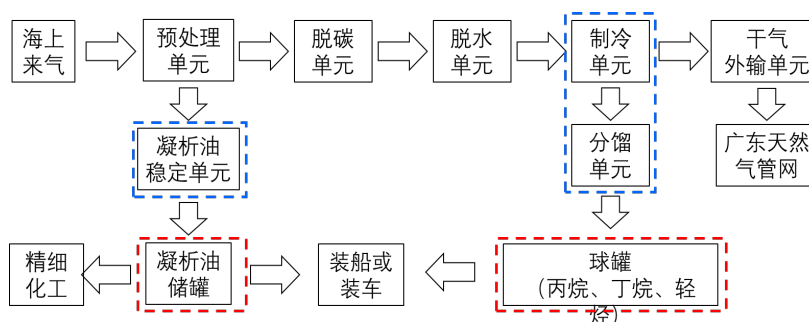 海上
来气
预处理
单元
脱碳
单元
脱水
单元
制冷
单元
干气
外输单元
凝析油
稳定单元
分馏
单元
广东天然
气管网
精细
化工
凝析油
储罐
装船或
装车
球罐
（丙烷、丁烷、轻
烃）